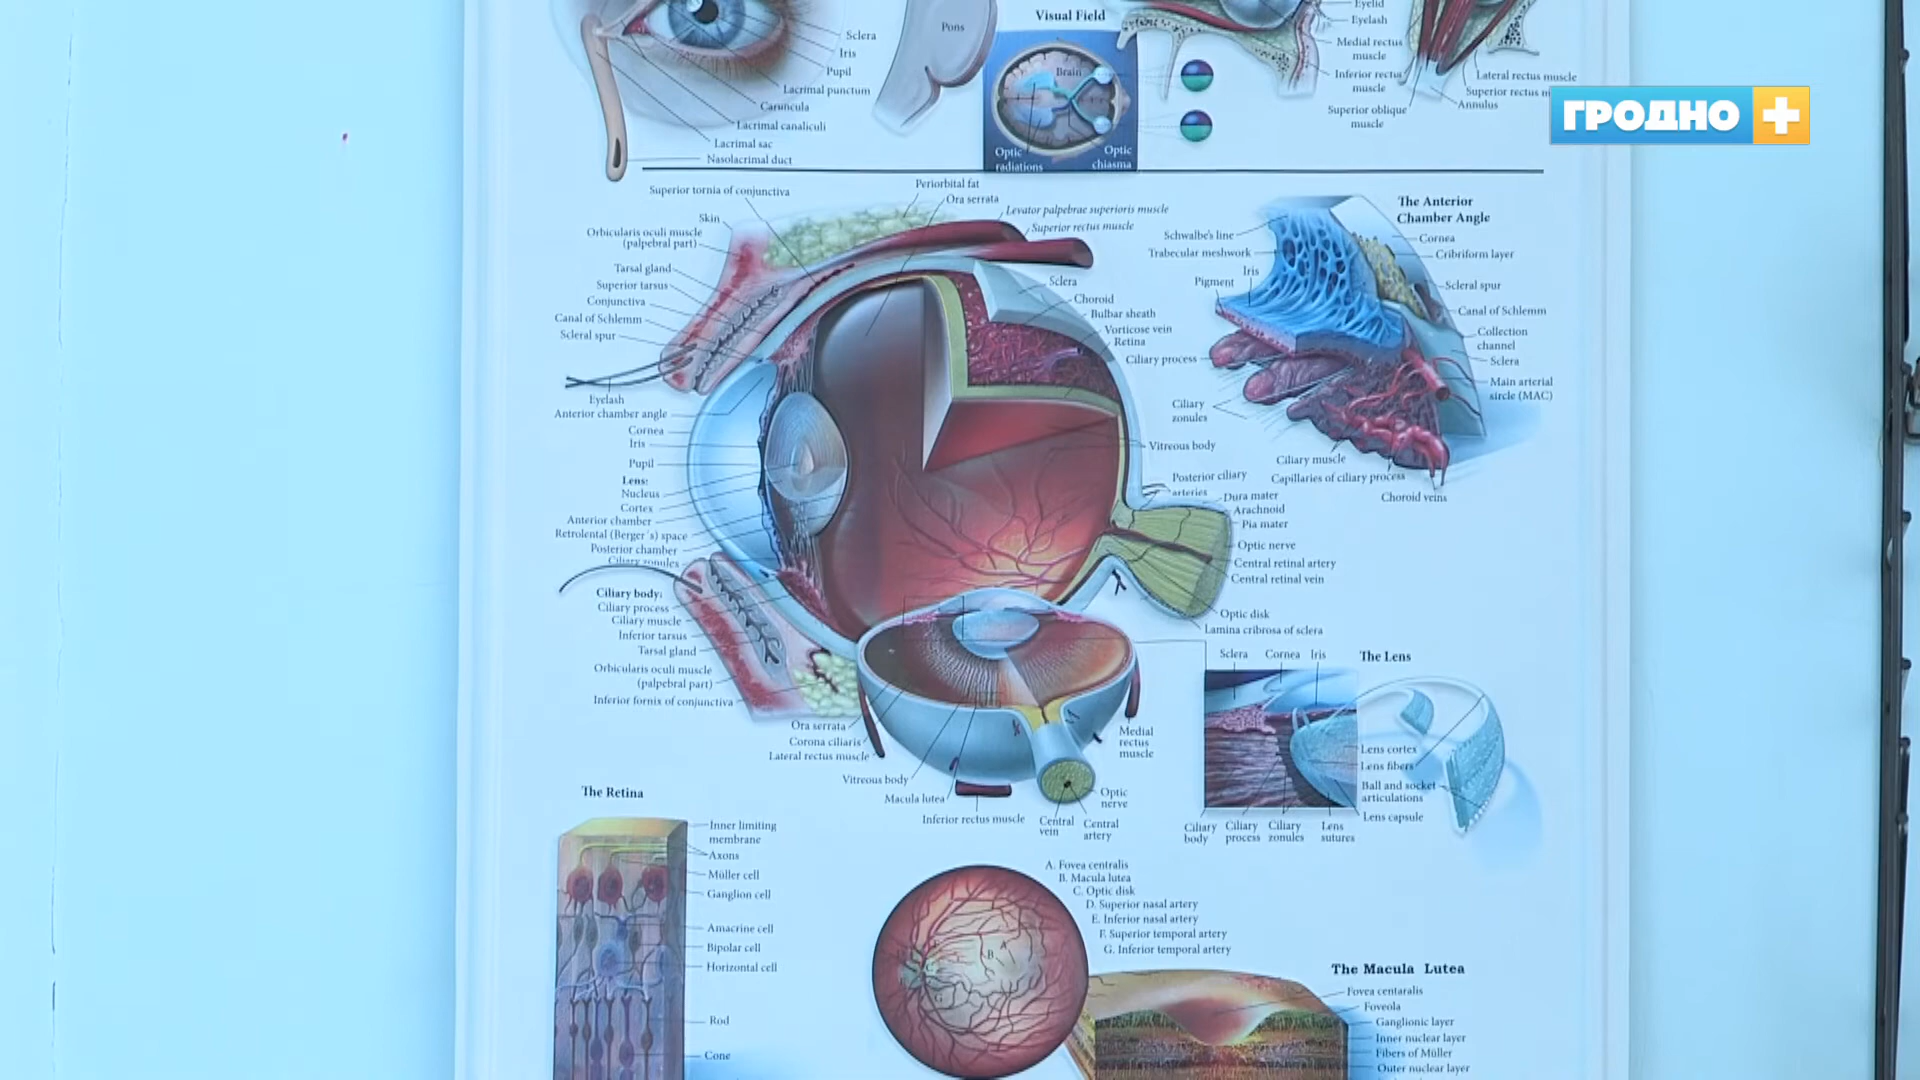 Sclera
Iris
Pupil
Lacrimal punctum
Caruncula
Lacrimal canaliculi
Lacrimal sac
Nasolacrimal duct
Pons
Visual Field
Brain
Optic
radiations
Optic
chiasma
Eyelid
Eyelash
Medial rectus
muscle
Inferior rectus
muscle
Superior oblique
muscle
Lateral rectus muscle
Superior rectus
Annulus
ГРОДНО +
Superior tornia of conjunctiva
Skin
Orbicularis oculi muscle
(palpebral part)
Tarsal gland
Superior tarsus
Conjunctiva
Canal of Schlemm
Scleral spur
Eyelash
Anterior chamber angle
Cornea
Iris
Pupil
Lens:
Nucleus
Cortex
Anterior chamber
Retrolental (Berger´s) space
Posterior chamber
Ciliary zonules
Ciliary body:
Ciliary process
Ciliary muscle
Inferior tarsus
Tarsal gland
Orbicularis oculi muscle
(palpebral part)
Inferior fornix of conjunctiva
Periorbital fat
Ora serrata
Levator palpebrae superioris muscle
Superior rectus muscle
Sclera
Choroid
Bulbar sheath
Vorticose vein
Retina
Vitreous body
Posterior ciliary
arteries
Dura mater
Arachnoid
Pia mater
Optic nerve
Central retinal artery
Central retinal vein
Optic disk
Lamina cribrosa of sclera
The Anterior
Chamber Angle
Schwalbe's line
Trabecular meshwork
Iris
Pigment
Ciliary process
Ciliary
zonules
Ciliary muscle
Capillaries of ciliary process
Choroid veins
Cornea
Cribriform layer
Scleral spur
Canal of Schlemm
Collection
channel
Sclera
Main arterial
sircle (MAC)
Ora serrata
Corona ciliaris
Lateral rectus muscle
Vitreous body
Macula lutea
Inferior rectus muscle
Central
vein
Central
artery
Optic
nerve
Medial
rectus
muscle
Sclera Cornea Iris
The Lens
Lens cortex
Lens fibers
Ball and socket
articulations
Lens capsule
Ciliary
body
Ciliary
process
Ciliary
zonules
Lens
sutures
The Retina
Inner limiting
membrane
Axons
Müller cell
Ganglion cell
Amacrine cell
Bipolar cell
Horizontal cell
Rod
Cone
A. Fovea centralis
B. Macula lutea
C. Optic disk
D. Superior nasal artery
E. Inferior nasal artery
F. Superior temporal artery
G. Inferior temporal artery
A
B
C
G
The Macula Lutea
Fovea centaralis
Foveola
Ganglionic layer
Inner nuclear layer
Fibers of Müller
Outer nuclear layer